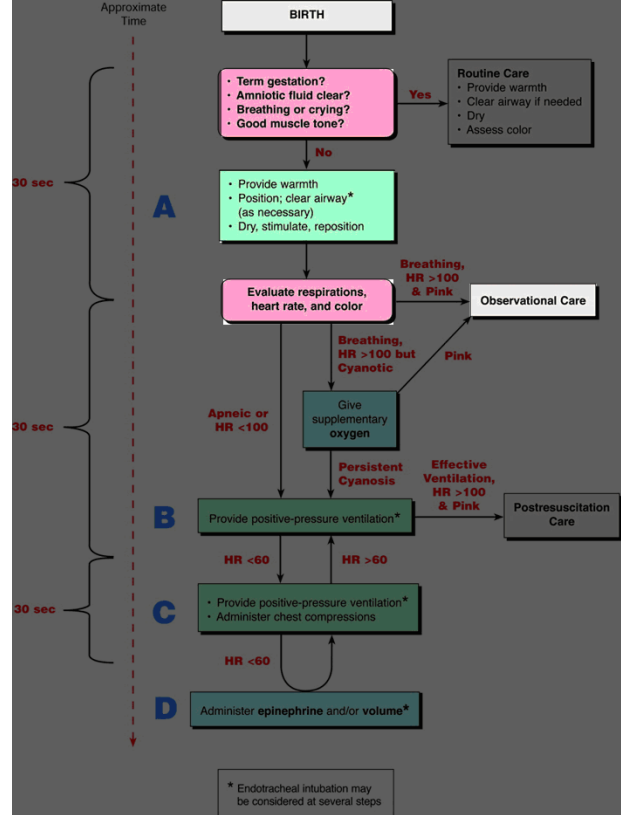 Approximate
Time
BIRTH
• Term gestation?
• Amniotic fluid clear?
• Breathing or crying?
• Good muscle tone?
Yes
Routine Care
• Provide warmth
• Clear airway if needed
• Dry
• Assess color
No
30 sec
A
• Provide warmth
• Position; clear airway*
(as necessary)
• Dry, stimulate, reposition
Breathing,
HR >100
& Pink
Evaluate respirations,
heart rate, and color
Observational Care
Breathing,
HR >100 but
Cyanotic
Pink
30 sec
Apneic or
HR <100
Give
supplementary
oxygen
Persistent
Cyanosis
Effective
Ventilation,
HR >100
& Pink
B
Provide positive-pressure ventilation*
Postresuscitation
Care
HR <60
HR >60
30 sec
C
• Provide positive-pressure ventilation*
• Administer chest compressions
HR <60
D
Administer epinephrine and/or volume*
* Endotracheal intubation may
be considered at several steps